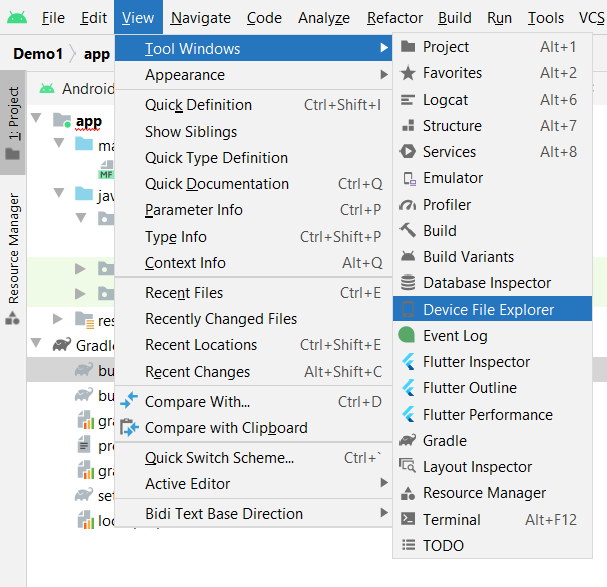 File Edit View Navigate Code Analyze Refactor Build Run Tools VCS
Demo1 app
1: Project
Resource Manager
Android
app
ma
MF
jav
res
Gradle
bu
bu
gra
pro
gra
set
loc
Tool Windows
Appearance
Quick Definition Ctrl+Shift+I
Show Siblings
Quick Type Definition
Quick Documentation Ctrl+Q
Parameter Info Ctrl+P
Type Info Ctrl+Shift+P
Context Info Alt+Q
Recent Files Ctrl+E
Recently Changed Files
Recent Locations Ctrl+Shift+E
Recent Changes Alt+Shift+C
Compare With... Ctrl+D
Compare with Clipboard
Quick Switch Scheme... Ctrl+`
Active Editor
Bidi Text Base Direction
Project Alt+1
Favorites Alt+2
Logcat Alt+6
Structure Alt+7
Services Alt+8
Emulator
Profiler
Build
Build Variants
Database Inspector
Device File Explorer
Event Log
Flutter Inspector
Flutter Outline
Flutter Performance
Gradle
Layout Inspector
Resource Manager
Terminal Alt+F12
TODO